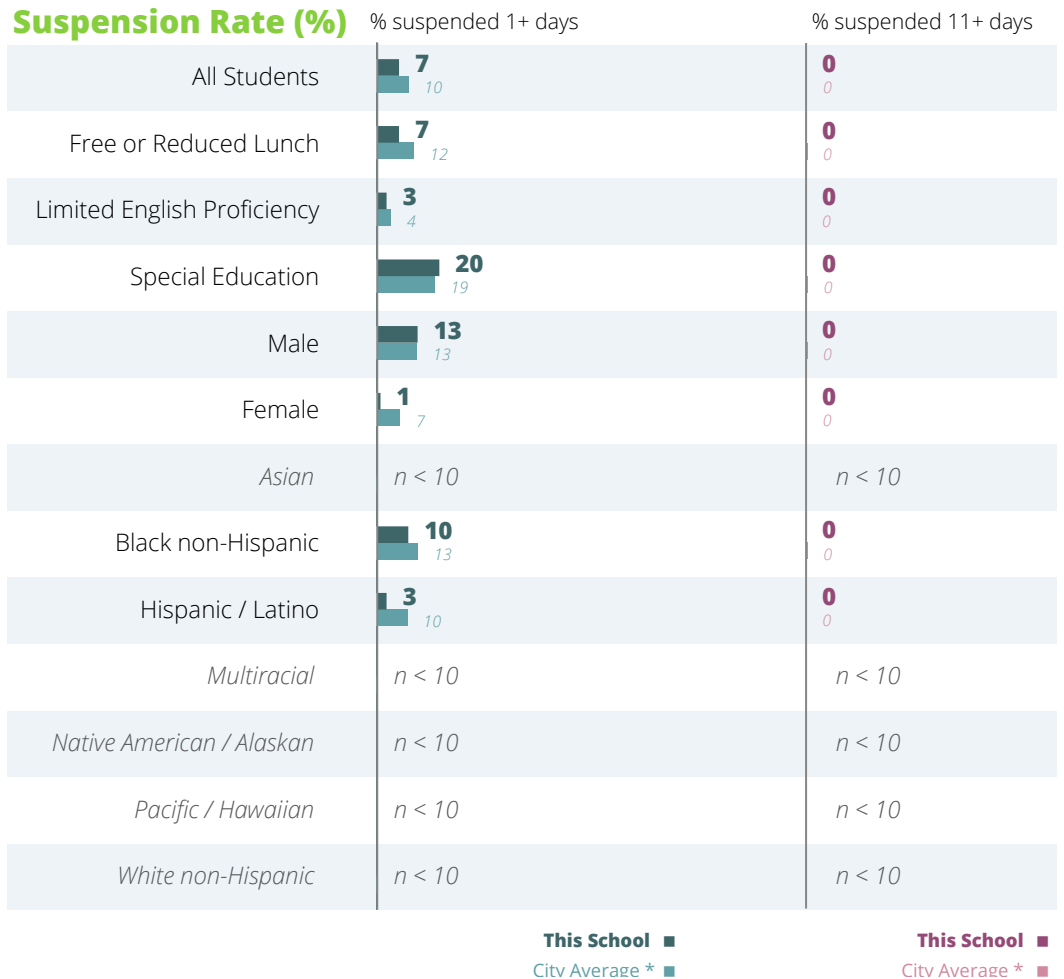 Suspension Rate (%) % suspended 1+ days % suspended 11+ days
All Students 7 0
10 0
Free or Reduced Lunch 7 0
12 0
Limited English Proficiency 3 0
4 0
Special Education 20 0
19 0
Male 13 0
13 0
Female 1 0
7 0
Asian n < 10 n < 10
Black non-Hispanic 10 0
13 0
Hispanic / Latino 3 0
10 0
Multiracial n < 10 n < 10
Native American / Alaskan n < 10 n < 10
Pacific / Hawaiian n < 10 n < 10
White non-Hispanic n < 10 n < 10
This School This School
City Average * City Average *